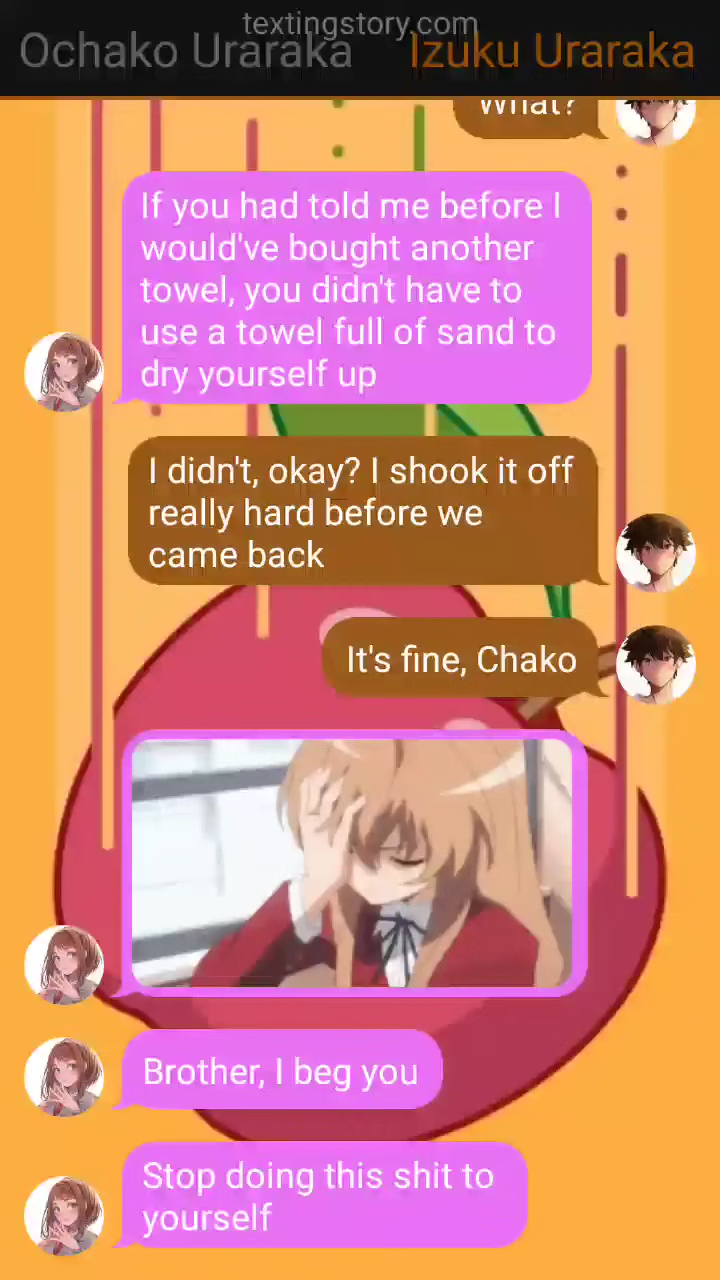 textingstory.com
Ochako Uraraka
Izuku Uraraka
What?
If you had told me before I
would've bought another
towel, you didn't have to
use a towel full of sand to
dry yourself up
I didn't, okay? I shook it off
really hard before we
came back
It's fine, Chako
Brother, I beg you
Stop doing this shit to
yourself